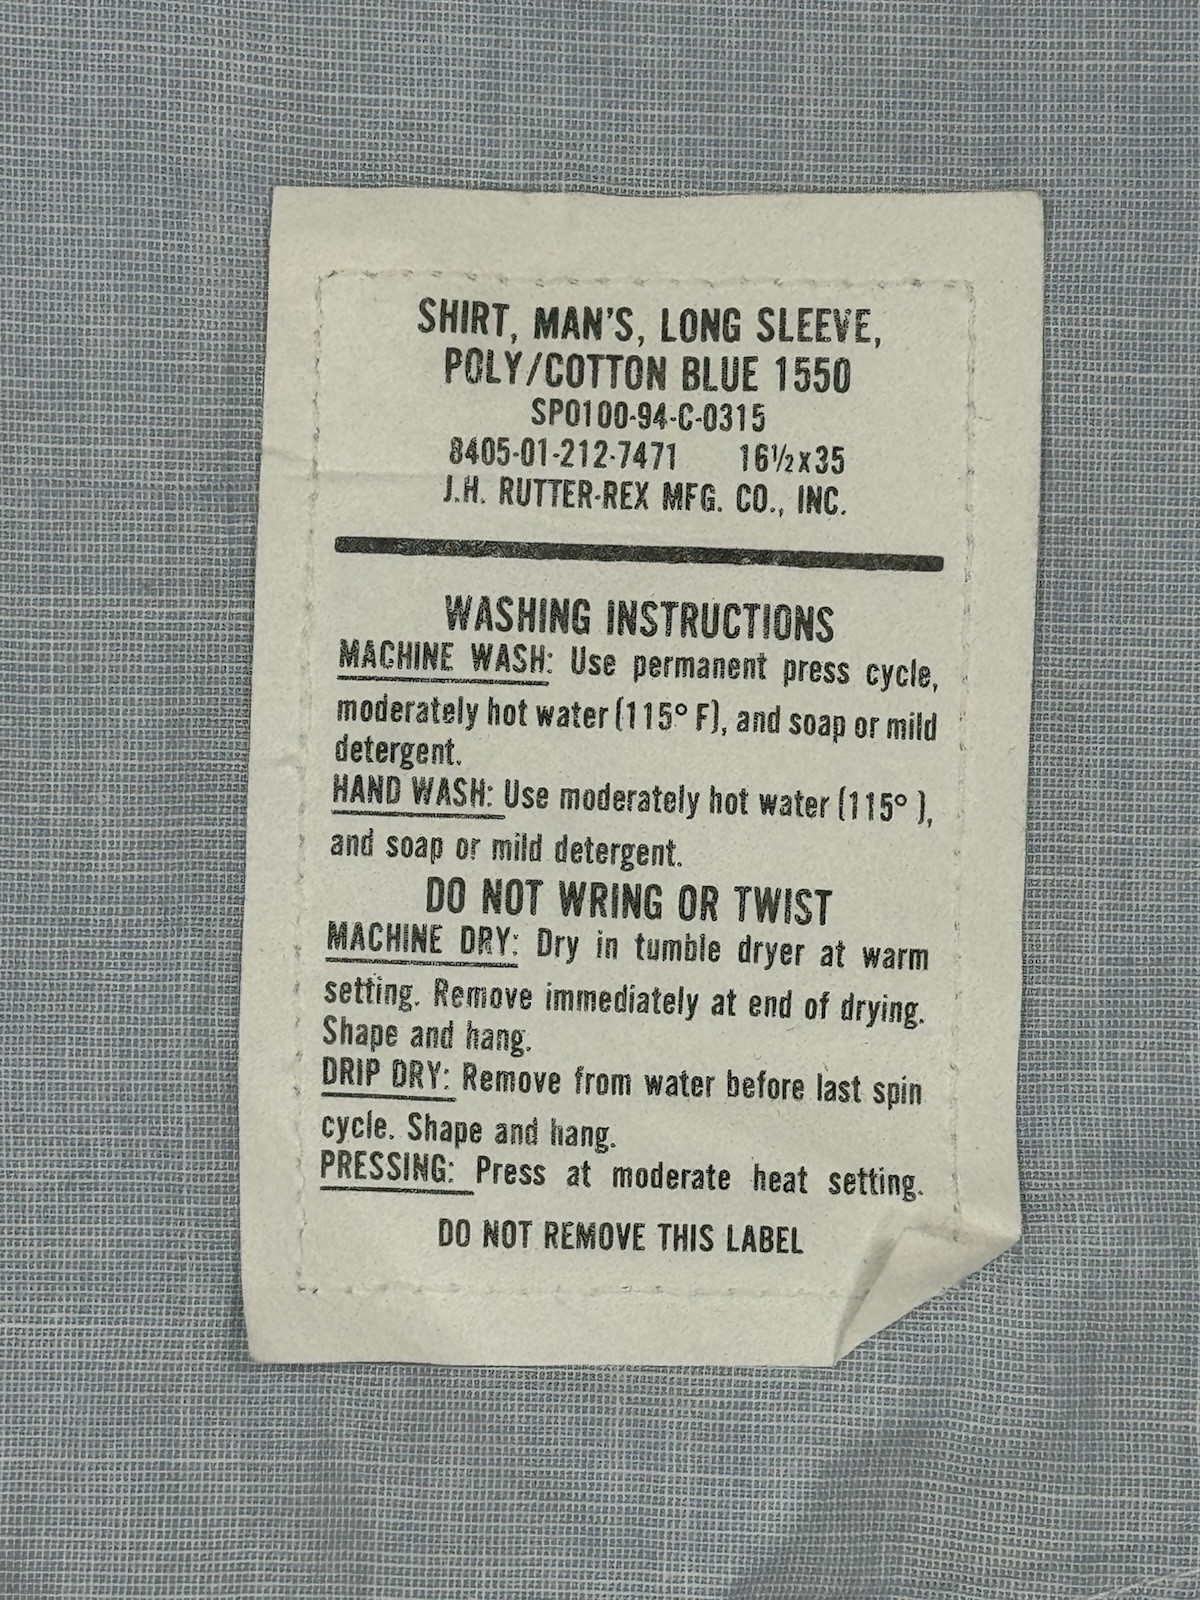 SHIRT, MAN'S, LONG SLEEVE,
POLY/COTTON BLUE 1550
SPO100-94-C-0315
8405-01-212-7471 16½x35
J.H. RUTTER-REX MFG. CO., INC.
WASHING INSTRUCTIONS
MACHINE WASH: Use permanent press cycle,
moderately hot water (115° F), and soap or mild
detergent.
HAND WASH: Use moderately hot water (115° ),
and soap or mild detergent.
DO NOT WRING OR TWIST
MACHINE DRY: Dry in tumble dryer at warm
setting. Remove immediately at end of drying.
Shape and hang.
DRIP DRY: Remove from water before last spin
cycle. Shape and hang.
PRESSING: Press at moderate heat setting.
DO NOT REMOVE THIS LABEL